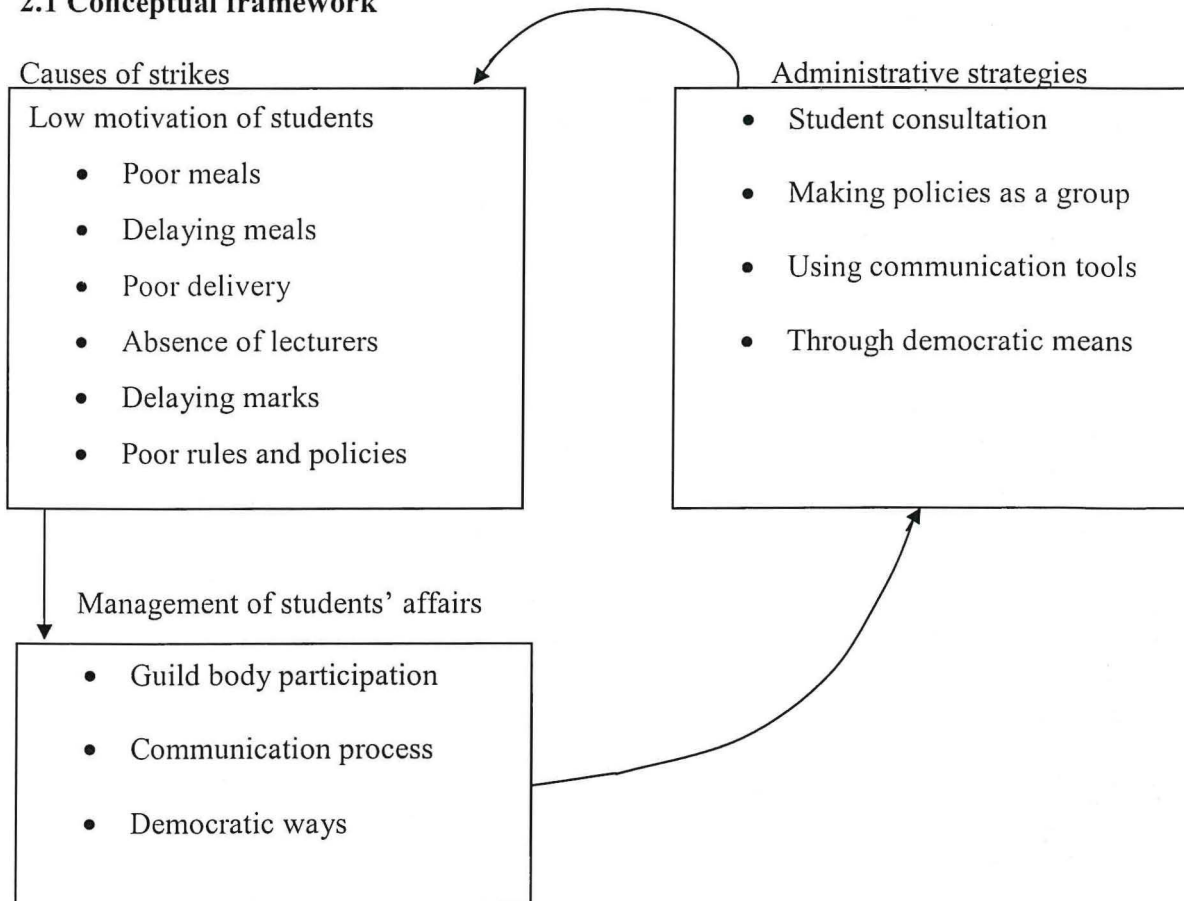 2.1 Conceptual framework
Causes of strikes
Low motivation of students
• Poor meals
• Delaying meals
• Poor delivery
• Absence of lecturers
• Delaying marks
• Poor rules and policies
Administrative strategies
• Student consultation
• Making policies as a group
• Using communication tools
• Through democratic means
Management of students’ affairs
• Guild body participation
• Communication process
• Democratic ways